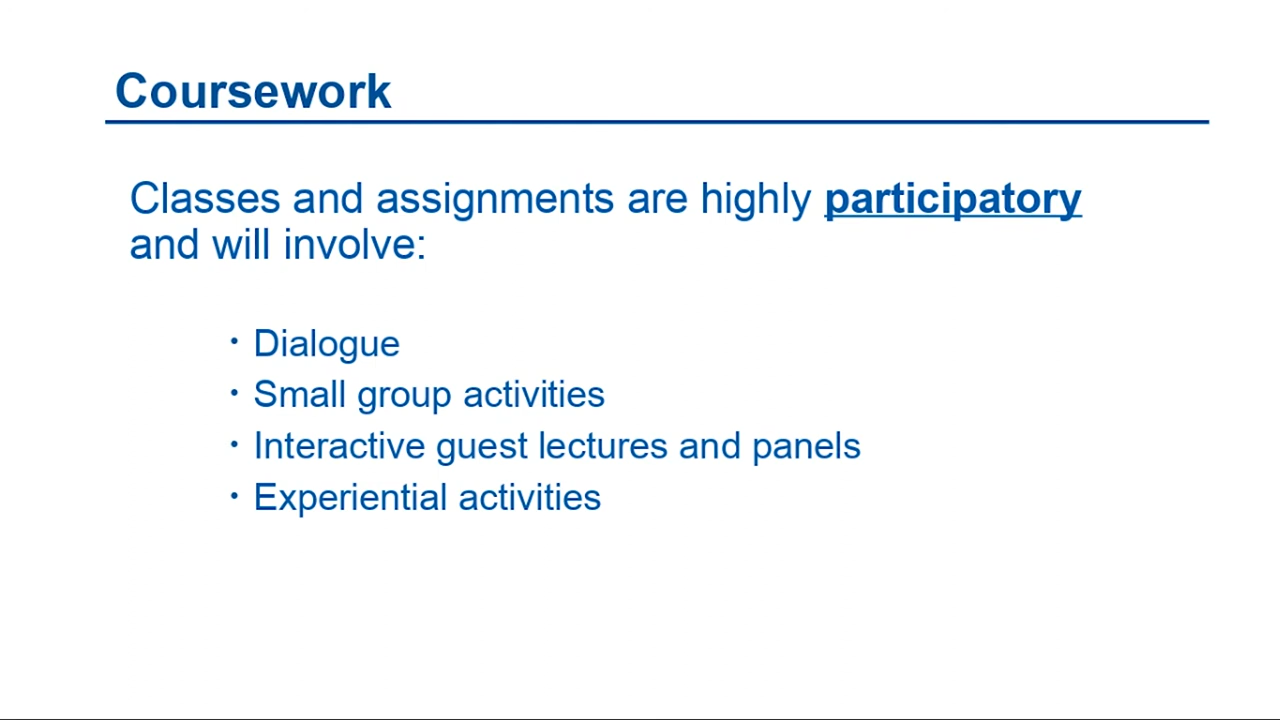 Coursework
Classes and assignments are highly participatory
and will involve:
· Dialogue
· Small group activities
· Interactive guest lectures and panels
· Experiential activities